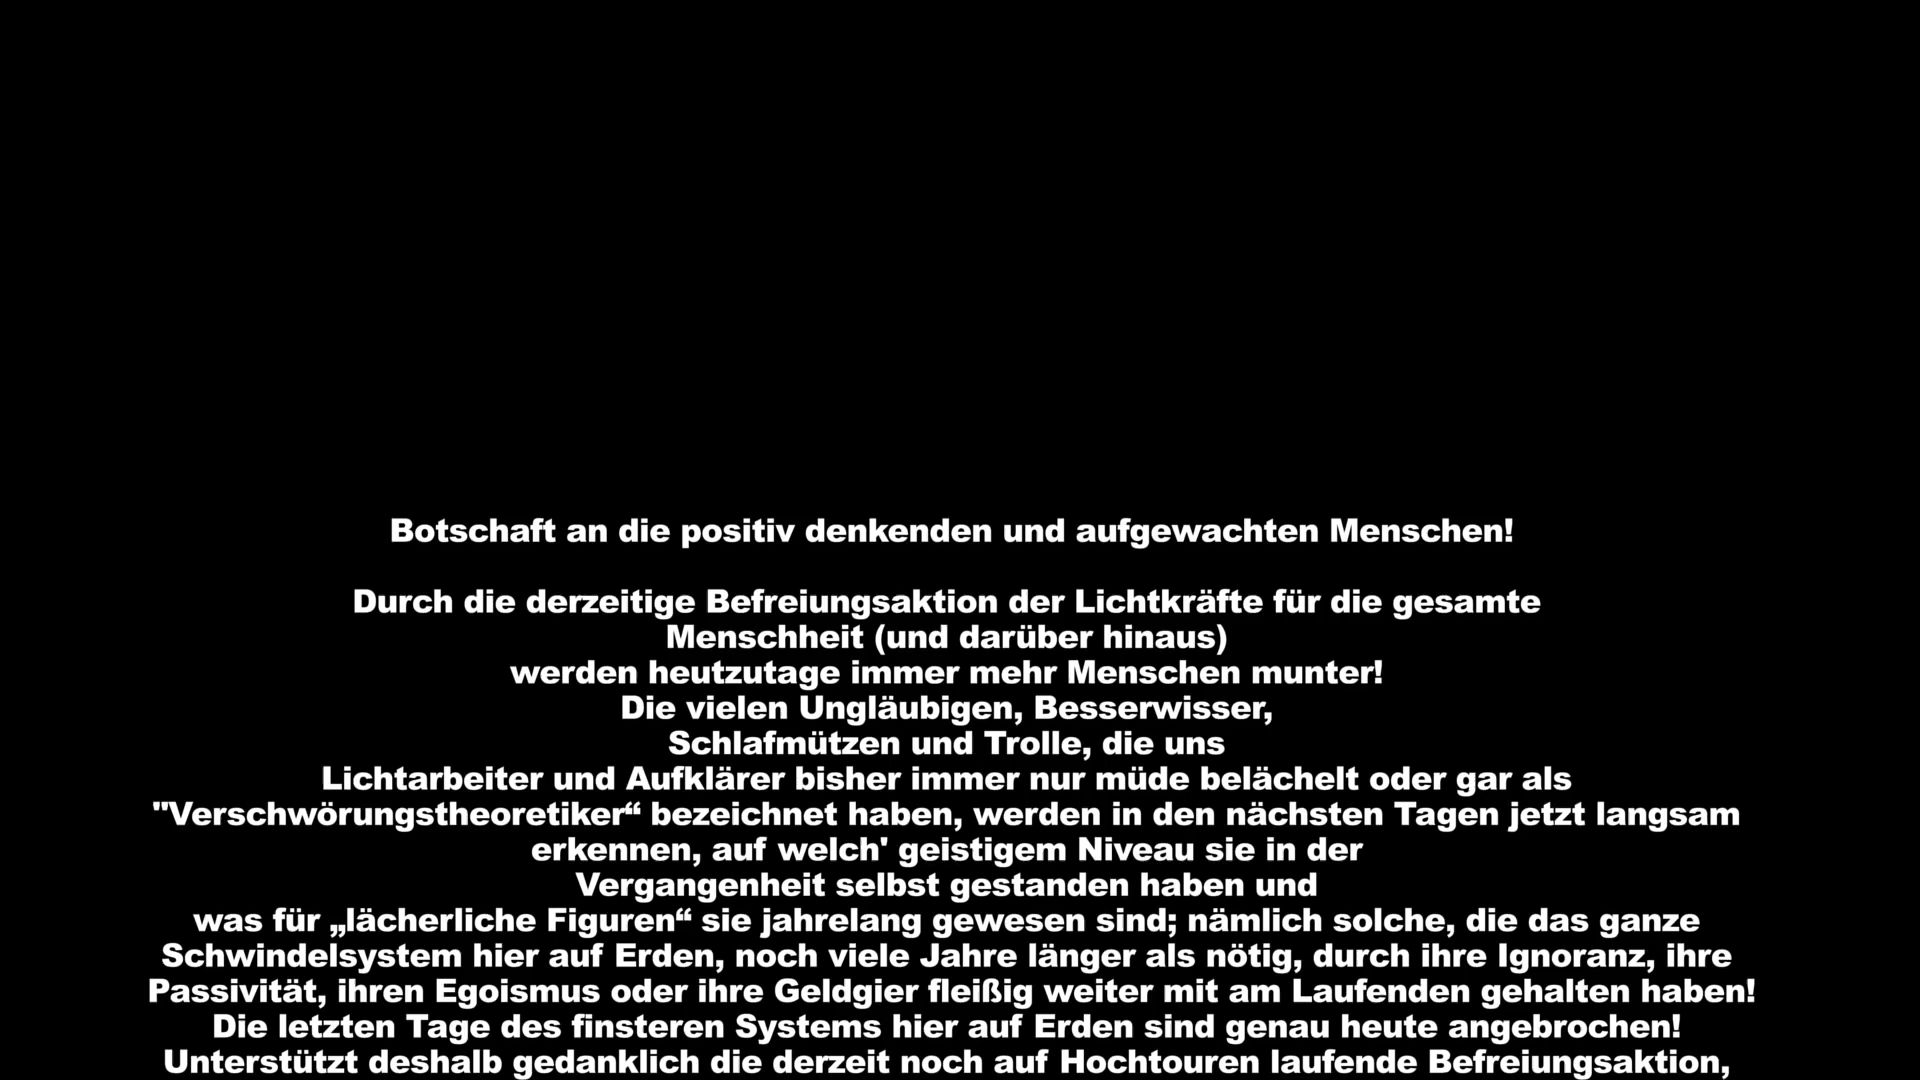 Botschaft an die positiv denkenden und aufgewachten Menschen!
Durch die derzeitige Befreiungsaktion der Lichtkräfte für die gesamte
Menschheit (und darüber hinaus)
werden heutzutage immer mehr Menschen munter!
Die vielen Ungläubigen, Besserwisser,
Schlafmützen und Trolle, die uns
Lichtarbeiter und Aufklärer bisher immer nur müde belächelt oder gar als
"Verschwörungstheoretiker“ bezeichnet haben, werden in den nächsten Tagen jetzt langsam
erkennen, auf welch' geistigem Niveau sie in der
Vergangenheit selbst gestanden haben und
was für „lächerliche Figuren“ sie jahrelang gewesen sind; nämlich solche, die das ganze
Schwindelsystem hier auf Erden, noch viele Jahre länger als nötig, durch ihre Ignoranz, ihre
Passivität, ihren Egoismus oder ihre Geldgier fleißig weiter mit am Laufenden gehalten haben!
Die letzten Tage des finsteren Systems hier auf Erden sind genau heute angebrochen!
Unterstützt deshalb gedanklich die derzeit noch auf Hochtouren laufende Befreiungsaktion,